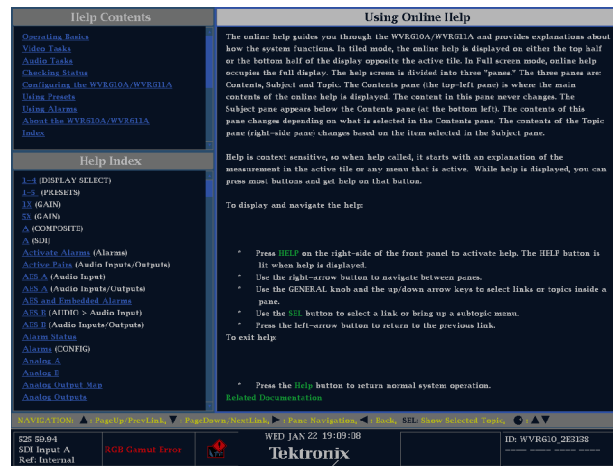 Help Contents
Operating Basics
Video Tasks
Audio Tasks
Checking Status
Configuring the WVR610A/WVR611A
Using Presets
Using Alarms
About the WVR610A/WVR611A
Index
Help Index
1-4 (DISPLAY SELECT)
1-5 (PRESETS)
1X (GAIN)
5X (GAIN)
A (COMPOSITE)
A (SDI)
Activate Alarms (Alarms)
Active Pairs (Audio Inputs/Outputs)
AES A (Audio Input)
AES A (Audio Inputs/Outputs)
AES and Embedded Alarms
AES B (AUDIO > Audio Input)
AES B (Audio Inputs/Outputs)
Alarm Status
Alarms (CONFIG)
Analog A
Analog B
Analog Output Map
Analog Outputs
Using Online Help
The online help guides you through the WVR610A/WVR611A and provides explanations about
how the system functions. In tiled mode, the online help is displayed on either the top half
or the bottom half of the display opposite the active tile. In Full screen mode, online help
occupies the full display. The help screen is divided into three "panes." The three panes are:
Contents, Subject and Topic. The Contents pane (the top-left pane) is where the main
contents of the online help is displayed. The content in this pane never changes. The
Subject pane appears below the Contents pane (at the bottom left). The contents of this
pane changes depending on what is selected in the Contents pane. The contents of the Topic
pane (right-side pane) changes based on the item selected in the Subject pane.
Help is context sensitive, so when help called, it starts with an explanation of the
measurement in the active tile or any menu that is active. While help is displayed, you can
press most buttons and get help on that button.
To display and navigate the help:
* Press HELP on the right-side of the front panel to activate help. The HELP button is
lit when help is displayed.
* Use the right-arrow button to navigate between panes.
* Use the GENERAL knob and the up/down arrow keys to select links or topics inside a
pane.
* Use the SEL button to select a link or bring up a subtopic menu.
* Press the left-arrow button to return to the previous link.
To exit help:
* Press the Help button to return normal system operation.
Related Documentation
NAVIGATION: ▲: PageUp/PrevLink, ▼: PageDown/NextLink, ▶: Pane Navigation, ◀: Back, SEL: Show Selected Topic, : ▲▼
525 59.94
SDI Input A
Ref: Internal
RGB Gamut Error
WED JAN 22 19:09:08
Tektronix
ID: WVR610_2E3138
---- ---- ---- ----